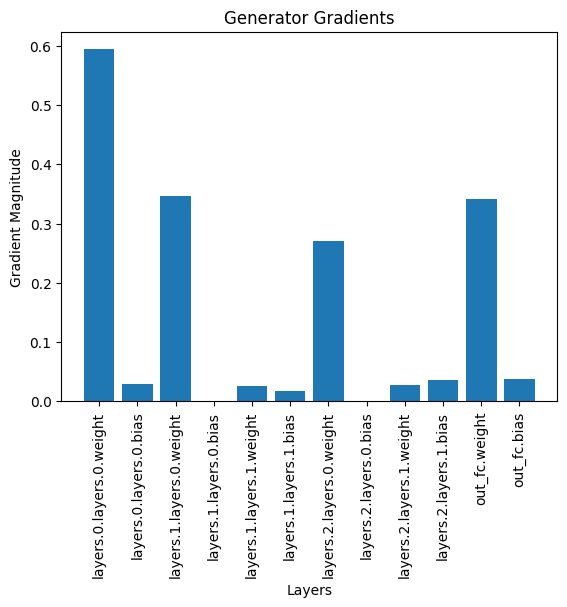 Generator Gradients
Gradient Magnitude
0.6
0.5
0.4
0.3
0.2
0.1
0.0
layers.0.layers.0.weight
layers.0.layers.0.bias
layers.1.layers.0.weight
layers.1.layers.0.bias
layers.1.layers.1.weight
layers.1.layers.1.bias
layers.2.layers.0.weight
layers.2.layers.0.bias
layers.2.layers.1.weight
layers.2.layers.1.bias
out_fc.weight
out_fc.bias
Layers